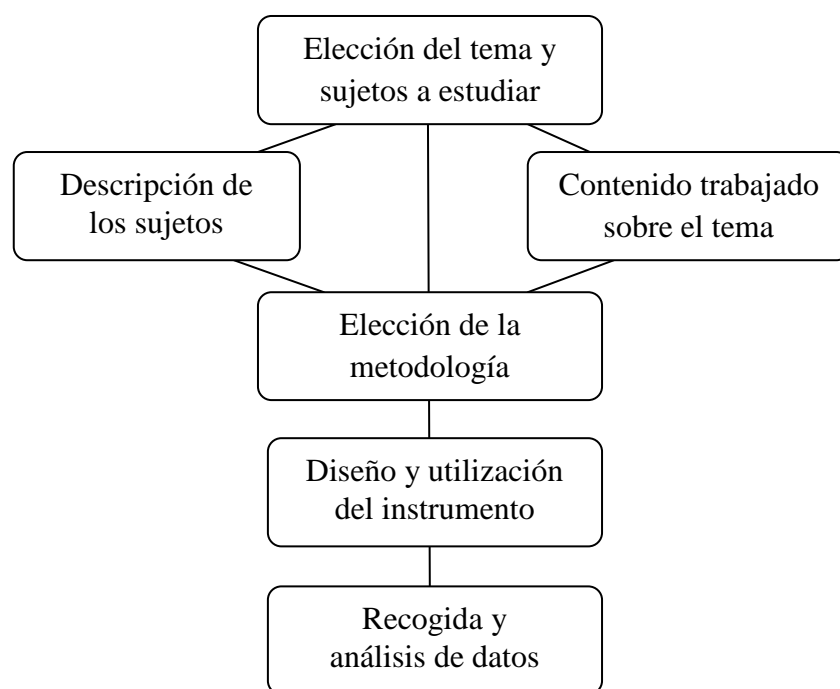 Elección del tema y
sujetos a estudiar
Descripción de
los sujetos
Contenido trabajado
sobre el tema
Elección de la
metodología
Diseño y utilización
del instrumento
Recogida y
análisis de datos